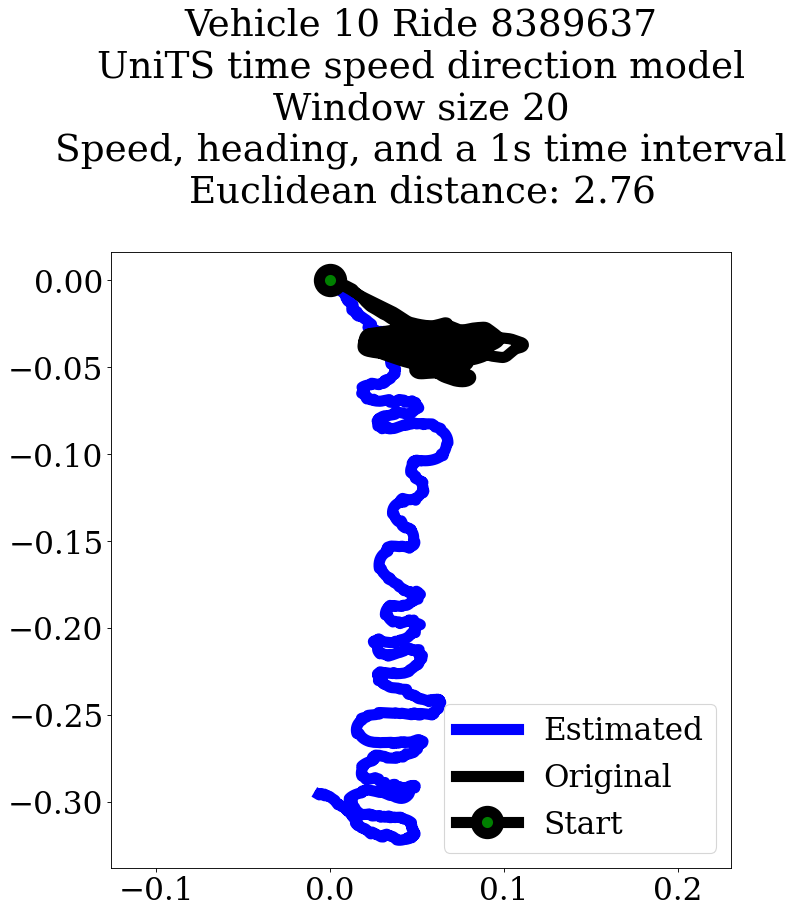 Vehicle 10 Ride 8389637
UniTS time speed direction model
Window size 20
Speed, heading, and a 1s time interval
Euclidean distance: 2.76
0.00
−0.05
−0.10
−0.15
−0.20
−0.25
−0.30
Estimated
Original
Start
−0.1
0.0
0.1
0.2